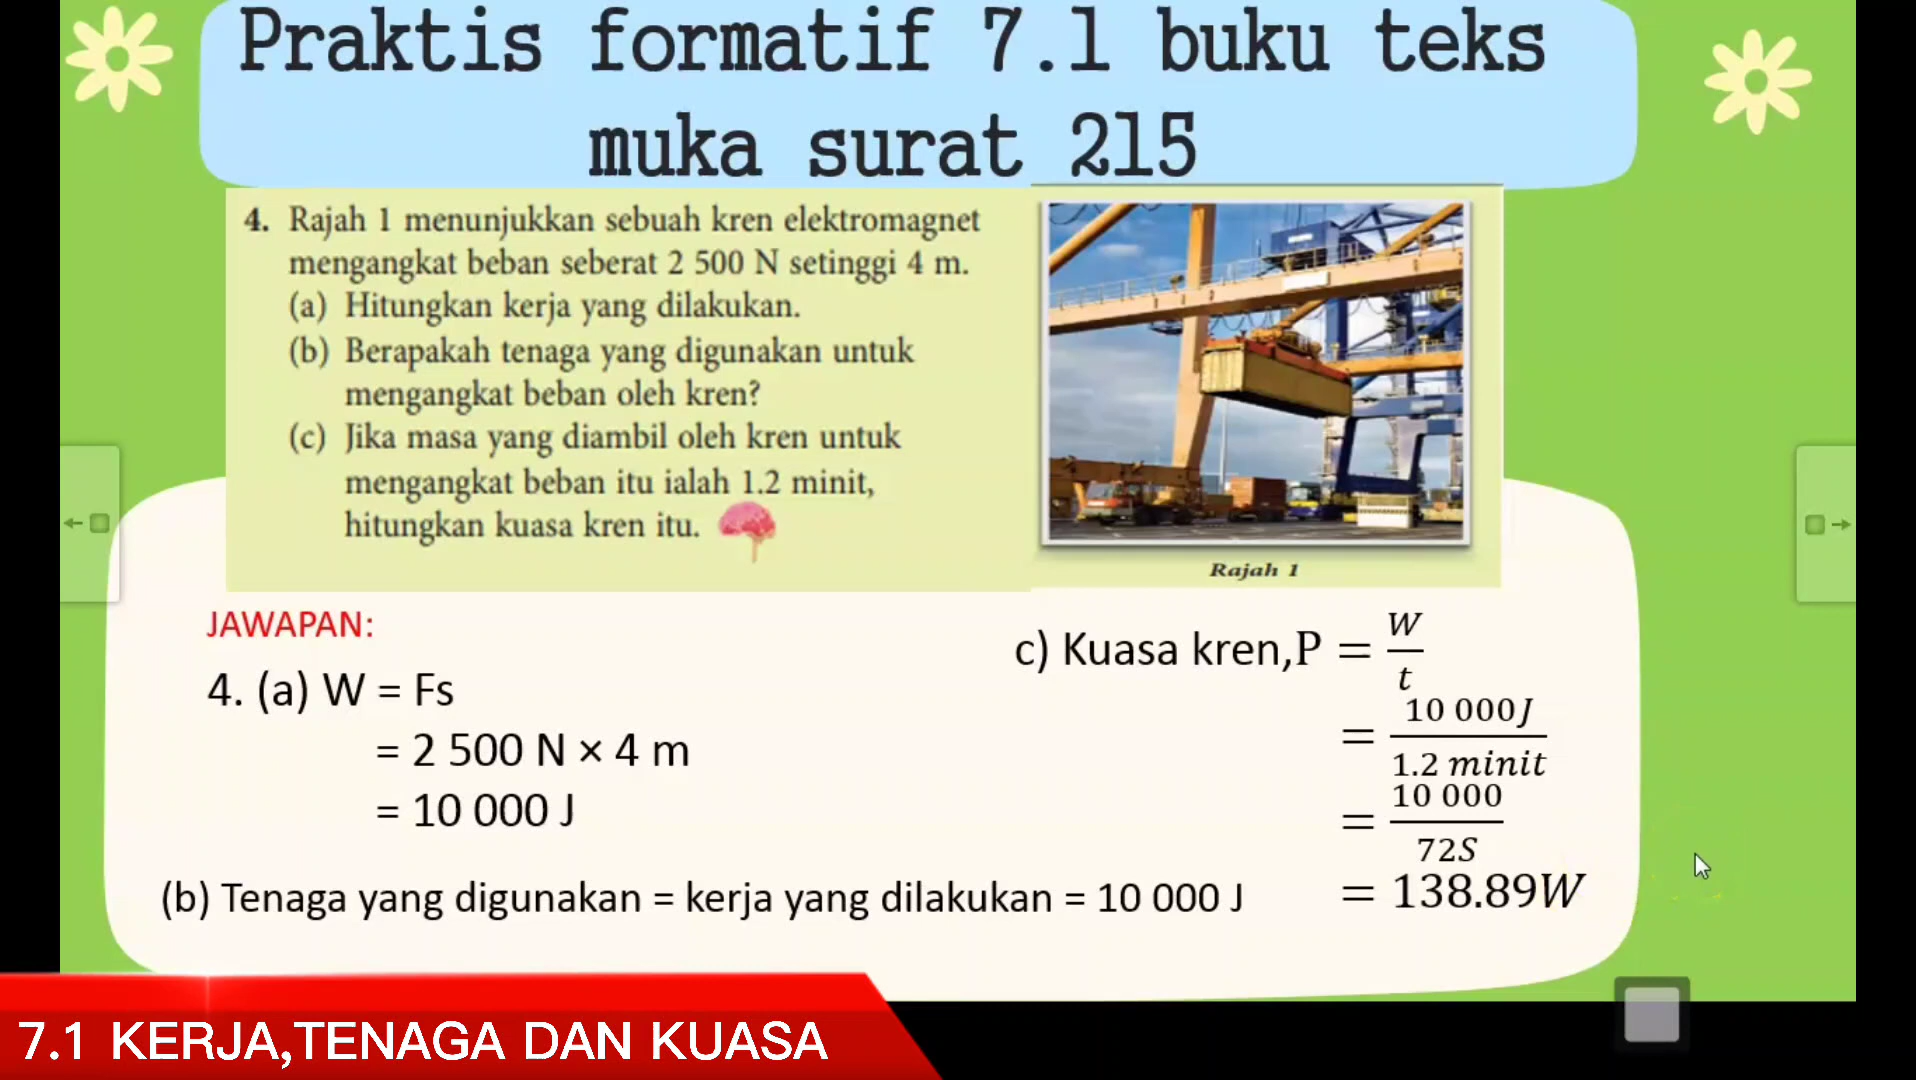 Praktis formatif 7.1 buku teks
muka surat 215
4. Rajah 1 menunjukkan sebuah kren elektromagnet
mengangkat beban seberat 2 500 N setinggi 4 m.
(a) Hitungkan kerja yang dilakukan.
(b) Berapakah tenaga yang digunakan untuk
mengangkat beban oleh kren?
(c) Jika masa yang diambil oleh kren untuk
mengangkat beban itu ialah 1.2 minit,
hitungkan kuasa kren itu.
Rajah 1
JAWAPAN:
4. (a) W = Fs
= 2 500 N × 4 m
= 10 000 J
(b) Tenaga yang digunakan = kerja yang dilakukan = 10 000 J
c) Kuasa kren,P = W
t
= 10 000J
1.2 minit
= 10 000
72S
= 138.89W
7.1 KERJA,TENAGA DAN KUASA